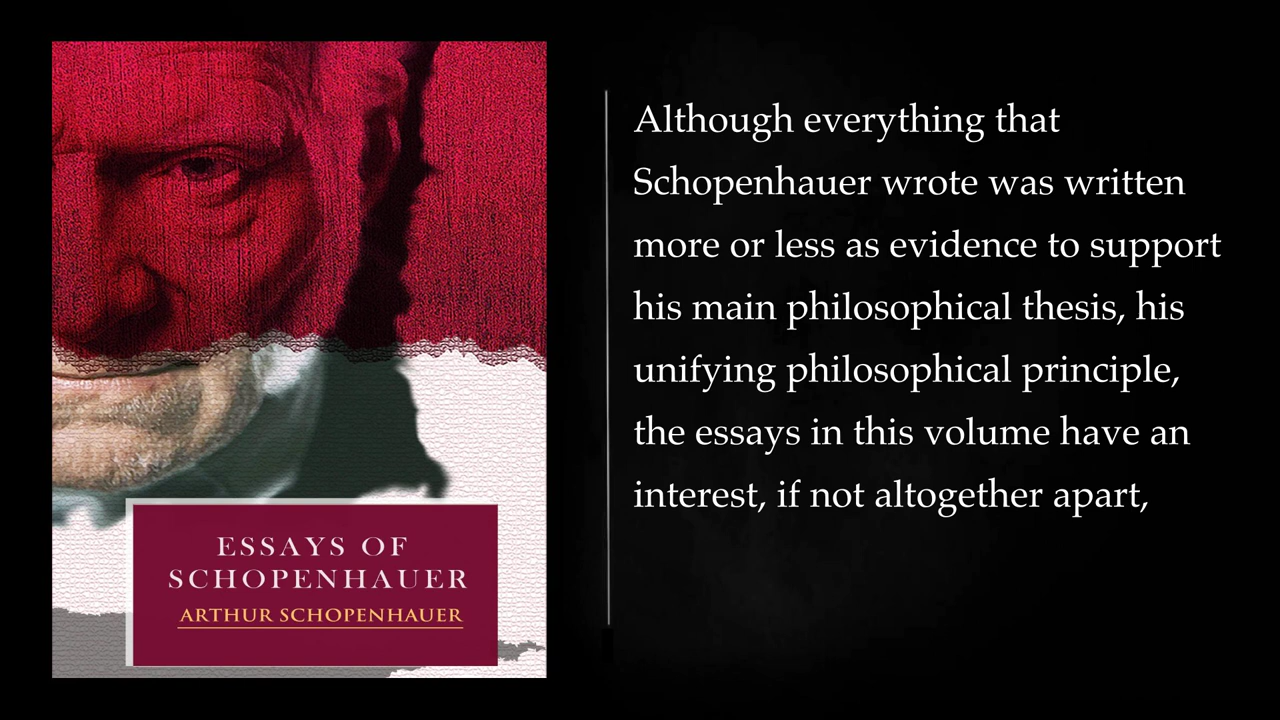 ESSAYS OF
SCHOPENHAUER
ARTHUR SCHOPENHAUER
Although everything that
Schopenhauer wrote was written
more or less as evidence to support
his main philosophical thesis, his
unifying philosophical principle,
the essays in this volume have an
interest, if not altogether apart,